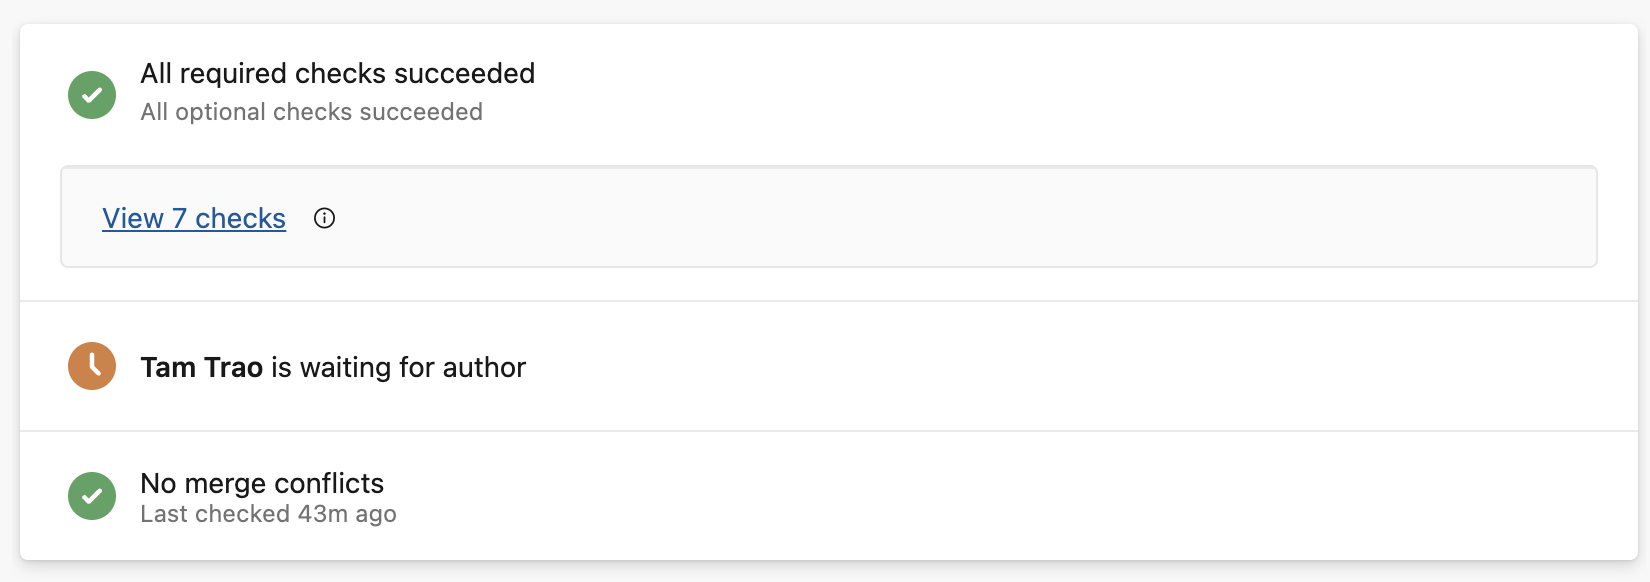 All required checks succeeded
All optional checks succeeded
View 7 checks
Tam Trao is waiting for author
No merge conflicts
Last checked 43m ago